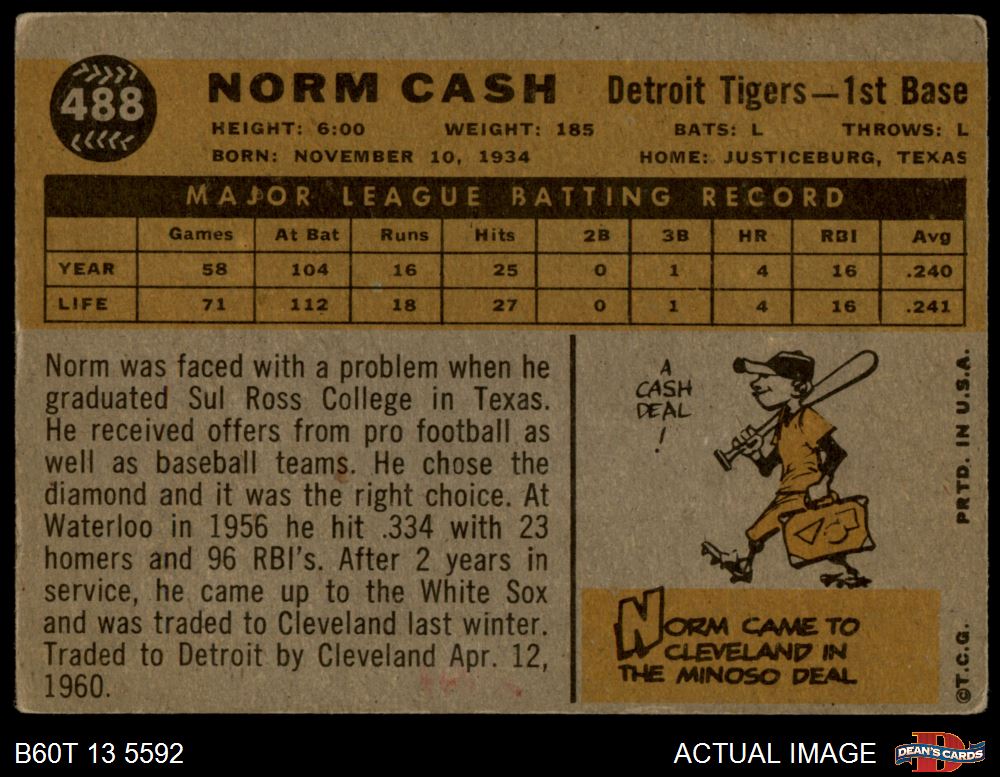 488
NORM CASH
Detroit Tigers—1st Base
HEIGHT: 6:00 WEIGHT: 185 BATS: L THROWS: L
BORN: NOVEMBER 10, 1934 HOME: JUSTICEBURG, TEXAS
MAJOR LEAGUE BATTING RECORD
Games At Bat Runs Hits 2B 3B HR RBI Avg
YEAR 58 104 16 25 0 1 4 16 .240
LIFE 71 112 18 27 0 1 4 16 .241
Norm was faced with a problem when he
graduated Sul Ross College in Texas.
He received offers from pro football as
well as baseball teams. He chose the
diamond and it was the right choice. At
Waterloo in 1956 he hit .334 with 23
homers and 96 RBI's. After 2 years in
service, he came up to the White Sox
and was traded to Cleveland last winter.
Traded to Detroit by Cleveland Apr. 12,
1960.
A
CASH
DEAL
!
NORM CAME TO
CLEVELAND IN
THE MINOSO DEAL
PRTD. IN U.S.A.
©T.C.G.
B60T 13 5592
ACTUAL IMAGE
D
DEAN'S CARDS